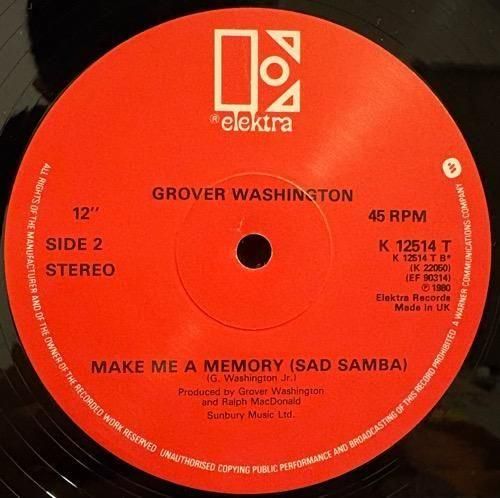 ® elektra
GROVER WASHINGTON
12"
SIDE 2
STEREO
45 RPM
K 12514 T
K 12514 T B*
(K 22050)
(EF 90314)
℗ 1980
Elektra Records
Made in UK
MAKE ME A MEMORY (SAD SAMBA)
(G. Washington Jr.)
Produced by Grover Washington
and Ralph MacDonald
Sunbury Music Ltd.
ALL RIGHTS OF THE MANUFACTURER AND OF THE OWNER OF THE RECORDED WORK RESERVED UNAUTHORISED COPYING PUBLIC PERFORMANCE AND BROADCASTING OF THIS RECORD PROHIBITED A WARNER COMMUNICATIONS COMPANY